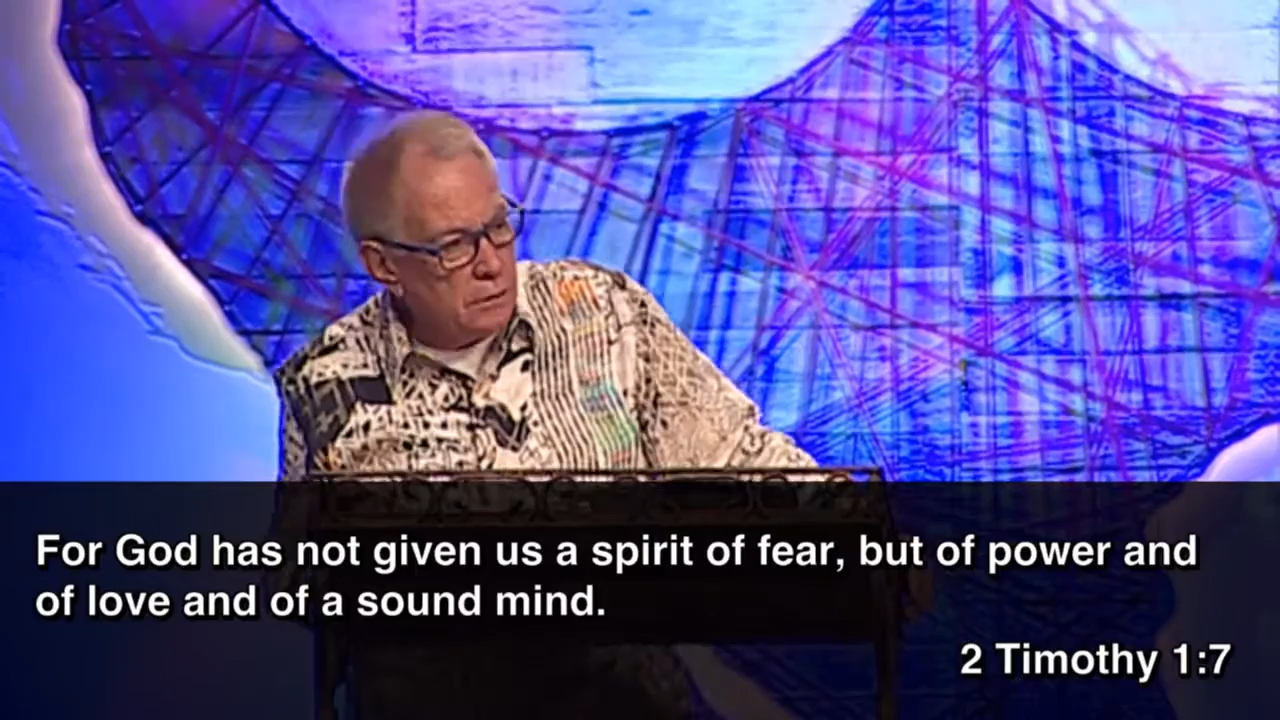 For God has not given us a spirit of fear, but of power and
of love and of a sound mind.
2 Timothy 1:7